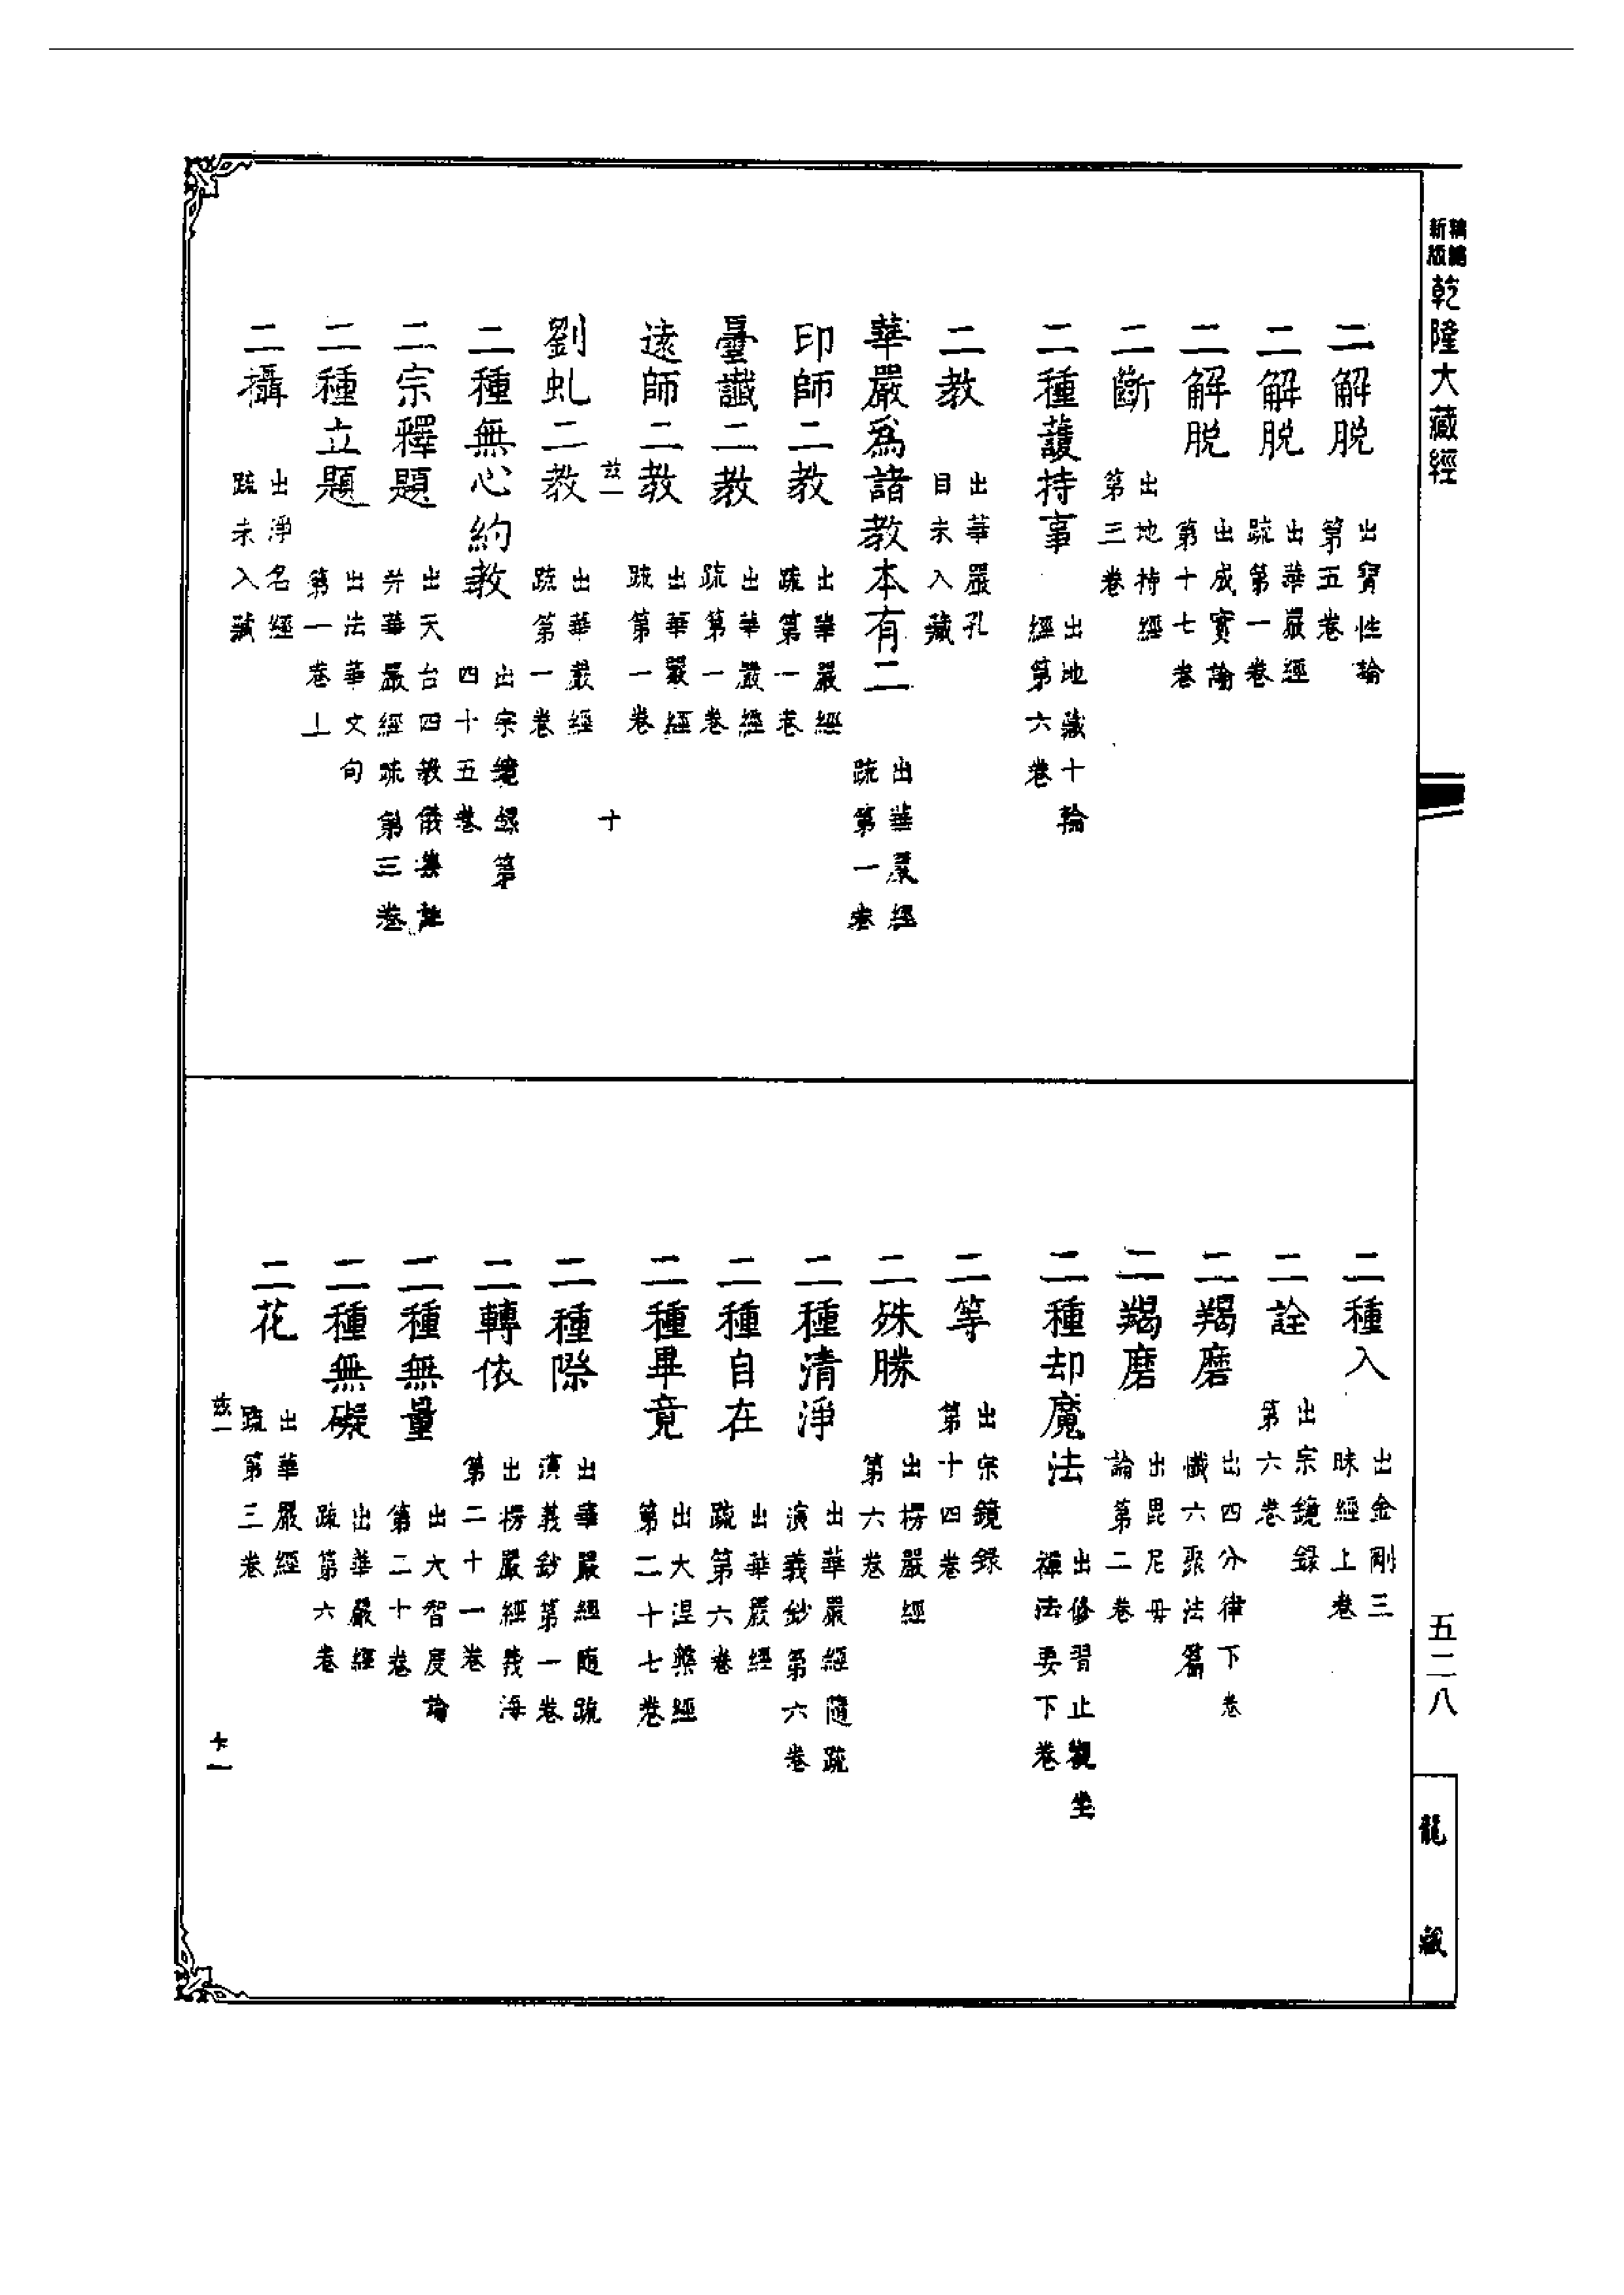 新版精縮乾隆大藏經
二解脱 出寶性論第五卷
二解脱 出華嚴經疏第一卷
二解脱 出成實論第十七卷
二斷 出地持經第三卷
二種護持事 出地藏十輪經第六卷
二教 出華嚴孔目未入藏
華嚴爲諸教本有二 出華嚴經疏第一卷
印師二教 出華嚴經疏第一卷
曇讖二教 出華嚴經疏第一卷
遠師二教 出華嚴經疏第一卷
茲一 十
劉虬二教 出華嚴經疏第一卷
二種無心約教 出宗鏡録第四十五卷
二宗釋題 出天台四教儀集註并華嚴經疏第三卷
二種立題 出法華文句第一卷上
二攝 出淨名經疏未入藏
二種入 出金剛三昧經上卷
二詮 出宗鏡録第六卷
二羯磨 出四分律下卷懺六聚法篇
二羯磨 出毘尼毋論第二卷
二種却魔法 出修習止觀坐禪法要下卷
二等 出宗鏡録第十四卷
二殊勝 出楞嚴經第六卷
二種清淨 出華嚴經隨疏演義鈔第六卷
二種自在 出華嚴經疏第六卷
二種畢竟 出大涅槃經第二十七卷
二種際 出華嚴經隨疏演義鈔第一卷
二轉依 出楞嚴經義海第二十一卷
二種無量 出大智度論第二十卷
二種無礙 出華嚴經疏第六卷
二花 出華嚴經疏第三卷
茲一 十一
五二八
龍藏